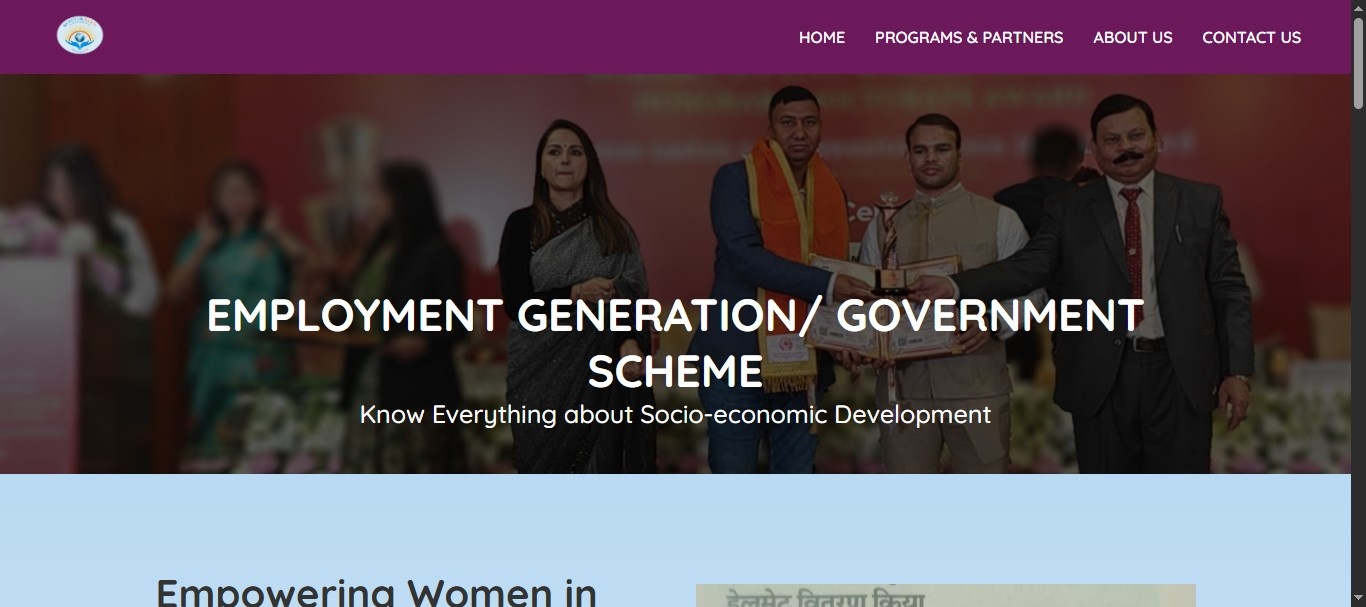 HOME PROGRAMS & PARTNERS ABOUT US CONTACT US
EMPLOYMENT GENERATION/ GOVERNMENT
SCHEME
Know Everything about Socio-economic Development
Empowering Women in
हेलमेट वितरण किया